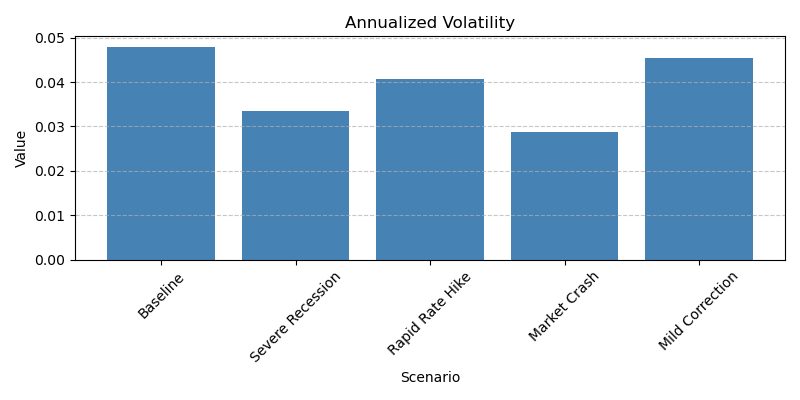 Annualized Volatility
Value
0.05
0.04
0.03
0.02
0.01
0.00
Baseline
Severe Recession
Rapid Rate Hike
Market Crash
Mild Correction
Scenario